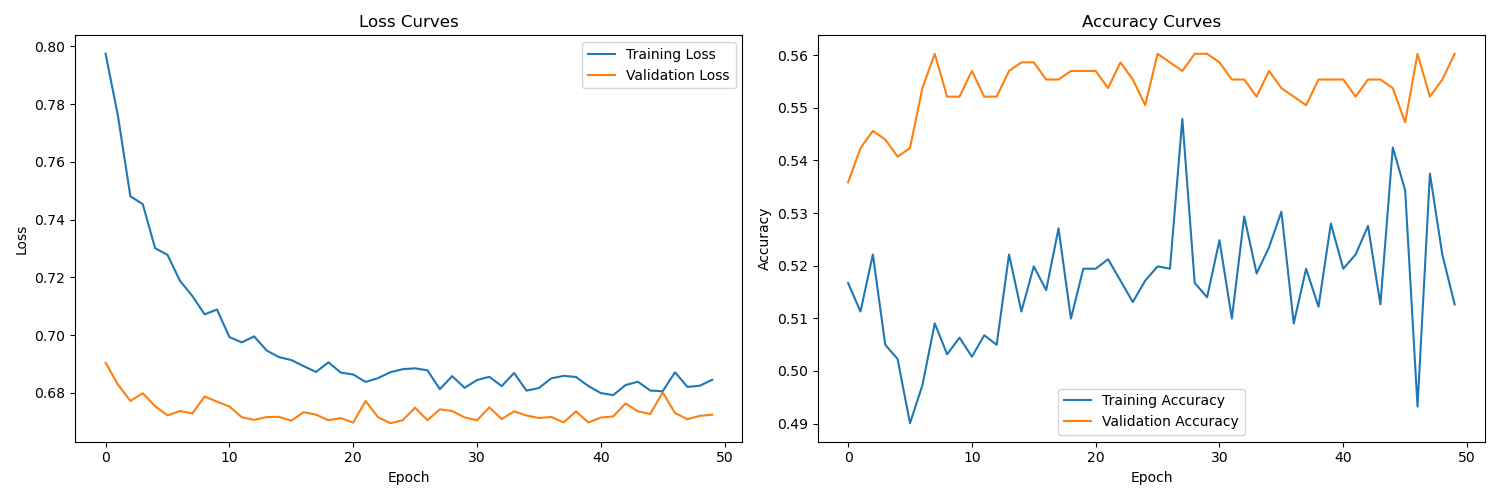 Loss Curves
0.80
0.78
0.76
0.74
0.72
0.70
0.68
Loss
0
10
20
30
40
50
Epoch
Training Loss
Validation Loss
Accuracy Curves
0.56
0.55
0.54
0.53
0.52
0.51
0.50
0.49
Accuracy
0
10
20
30
40
50
Epoch
Training Accuracy
Validation Accuracy